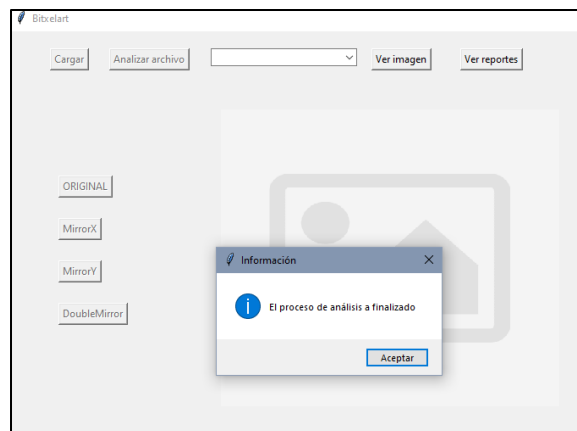 Bitxelart
Cargar Analizar archivo Ver imagen Ver reportes
ORIGINAL
MirrorX
MirrorY
DoubleMirror
Información
El proceso de análisis a finalizado
Aceptar